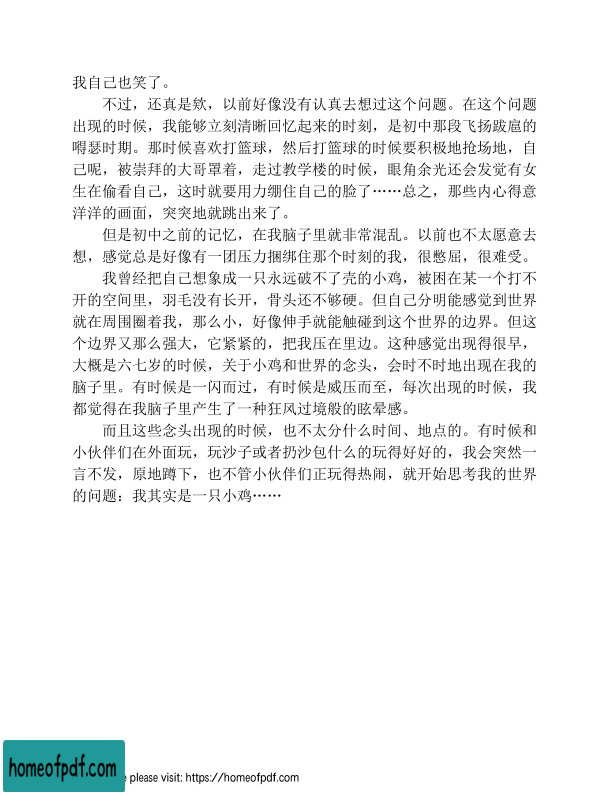 我自己也笑了。
不过，还真是欸，以前好像没有认真去想过这个问题。在这个问题
出现的时候，我能够立刻清晰回忆起来的时刻，是初中那段飞扬跋扈的
嘚瑟时期。那时候喜欢打篮球，然后打篮球的时候要积极地抢场地，自
己呢，被崇拜的大哥罩着，走过教学楼的时候，眼角余光还会发觉有女
生在偷看自己，这时就要用力绷住自己的脸了……总之，那些内心得意
洋洋的画面，突突地就跳出来了。
但是初中之前的记忆，在我脑子里就非常混乱。以前也不太愿意去
想，感觉总是好像有一团压力捆绑住那个时刻的我，很憋屈，很难受。
我曾经把自己想象成一只永远破不了壳的小鸡，被困在某一个打不
开的空间里，羽毛没有长开，骨头还不够硬。但自己分明能感觉到世界
就在周围圈着我，那么小，好像伸手就能触碰到这个世界的边界。但这
个边界又那么强大，它紧紧的，把我压在里边。这种感觉出现得很早，
大概是六七岁的时候，关于小鸡和世界的念头，会时不时地出现在我的
脑子里。有时候是一闪而过，有时候是威压而至，每次出现的时候，我
都觉得在我脑子里产生了一种狂风过境般的眩晕感。
而且这些念头出现的时候，也不太分什么时间、地点的。有时候和
小伙伴们在外面玩，玩沙子或者扔沙包什么的玩得好好的，我会突然一
言不发，原地蹲下，也不管小伙伴们正玩得热闹，就开始思考我的世界
的问题：我其实是一只小鸡……
homeofpdf.com
e please visit: https://homeofpdf.com